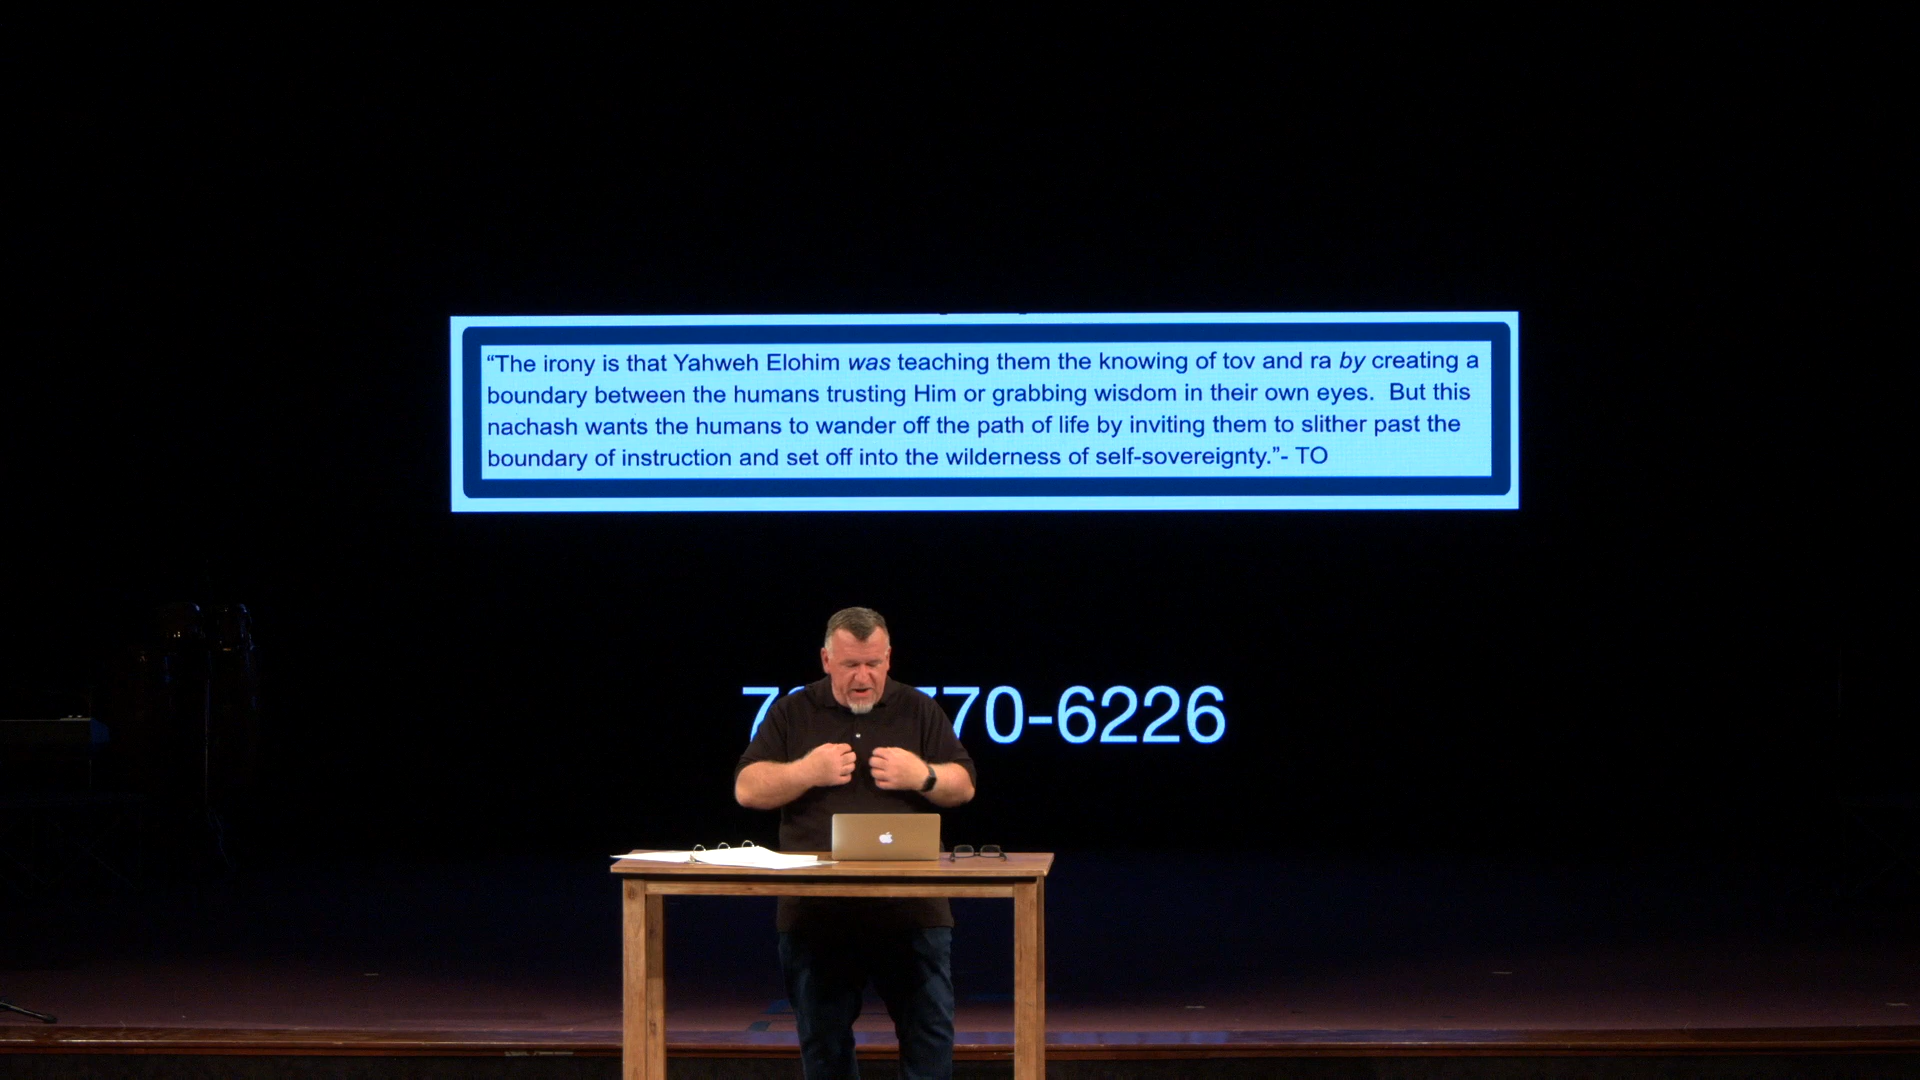 “The irony is that Yahweh Elohim was teaching them the knowing of tov and ra by creating a
boundary between the humans trusting Him or grabbing wisdom in their own eyes.  But this
nachash wants the humans to wander off the path of life by inviting them to slither past the
boundary of instruction and set off into the wilderness of self-sovereignty.”- TO
70-6226